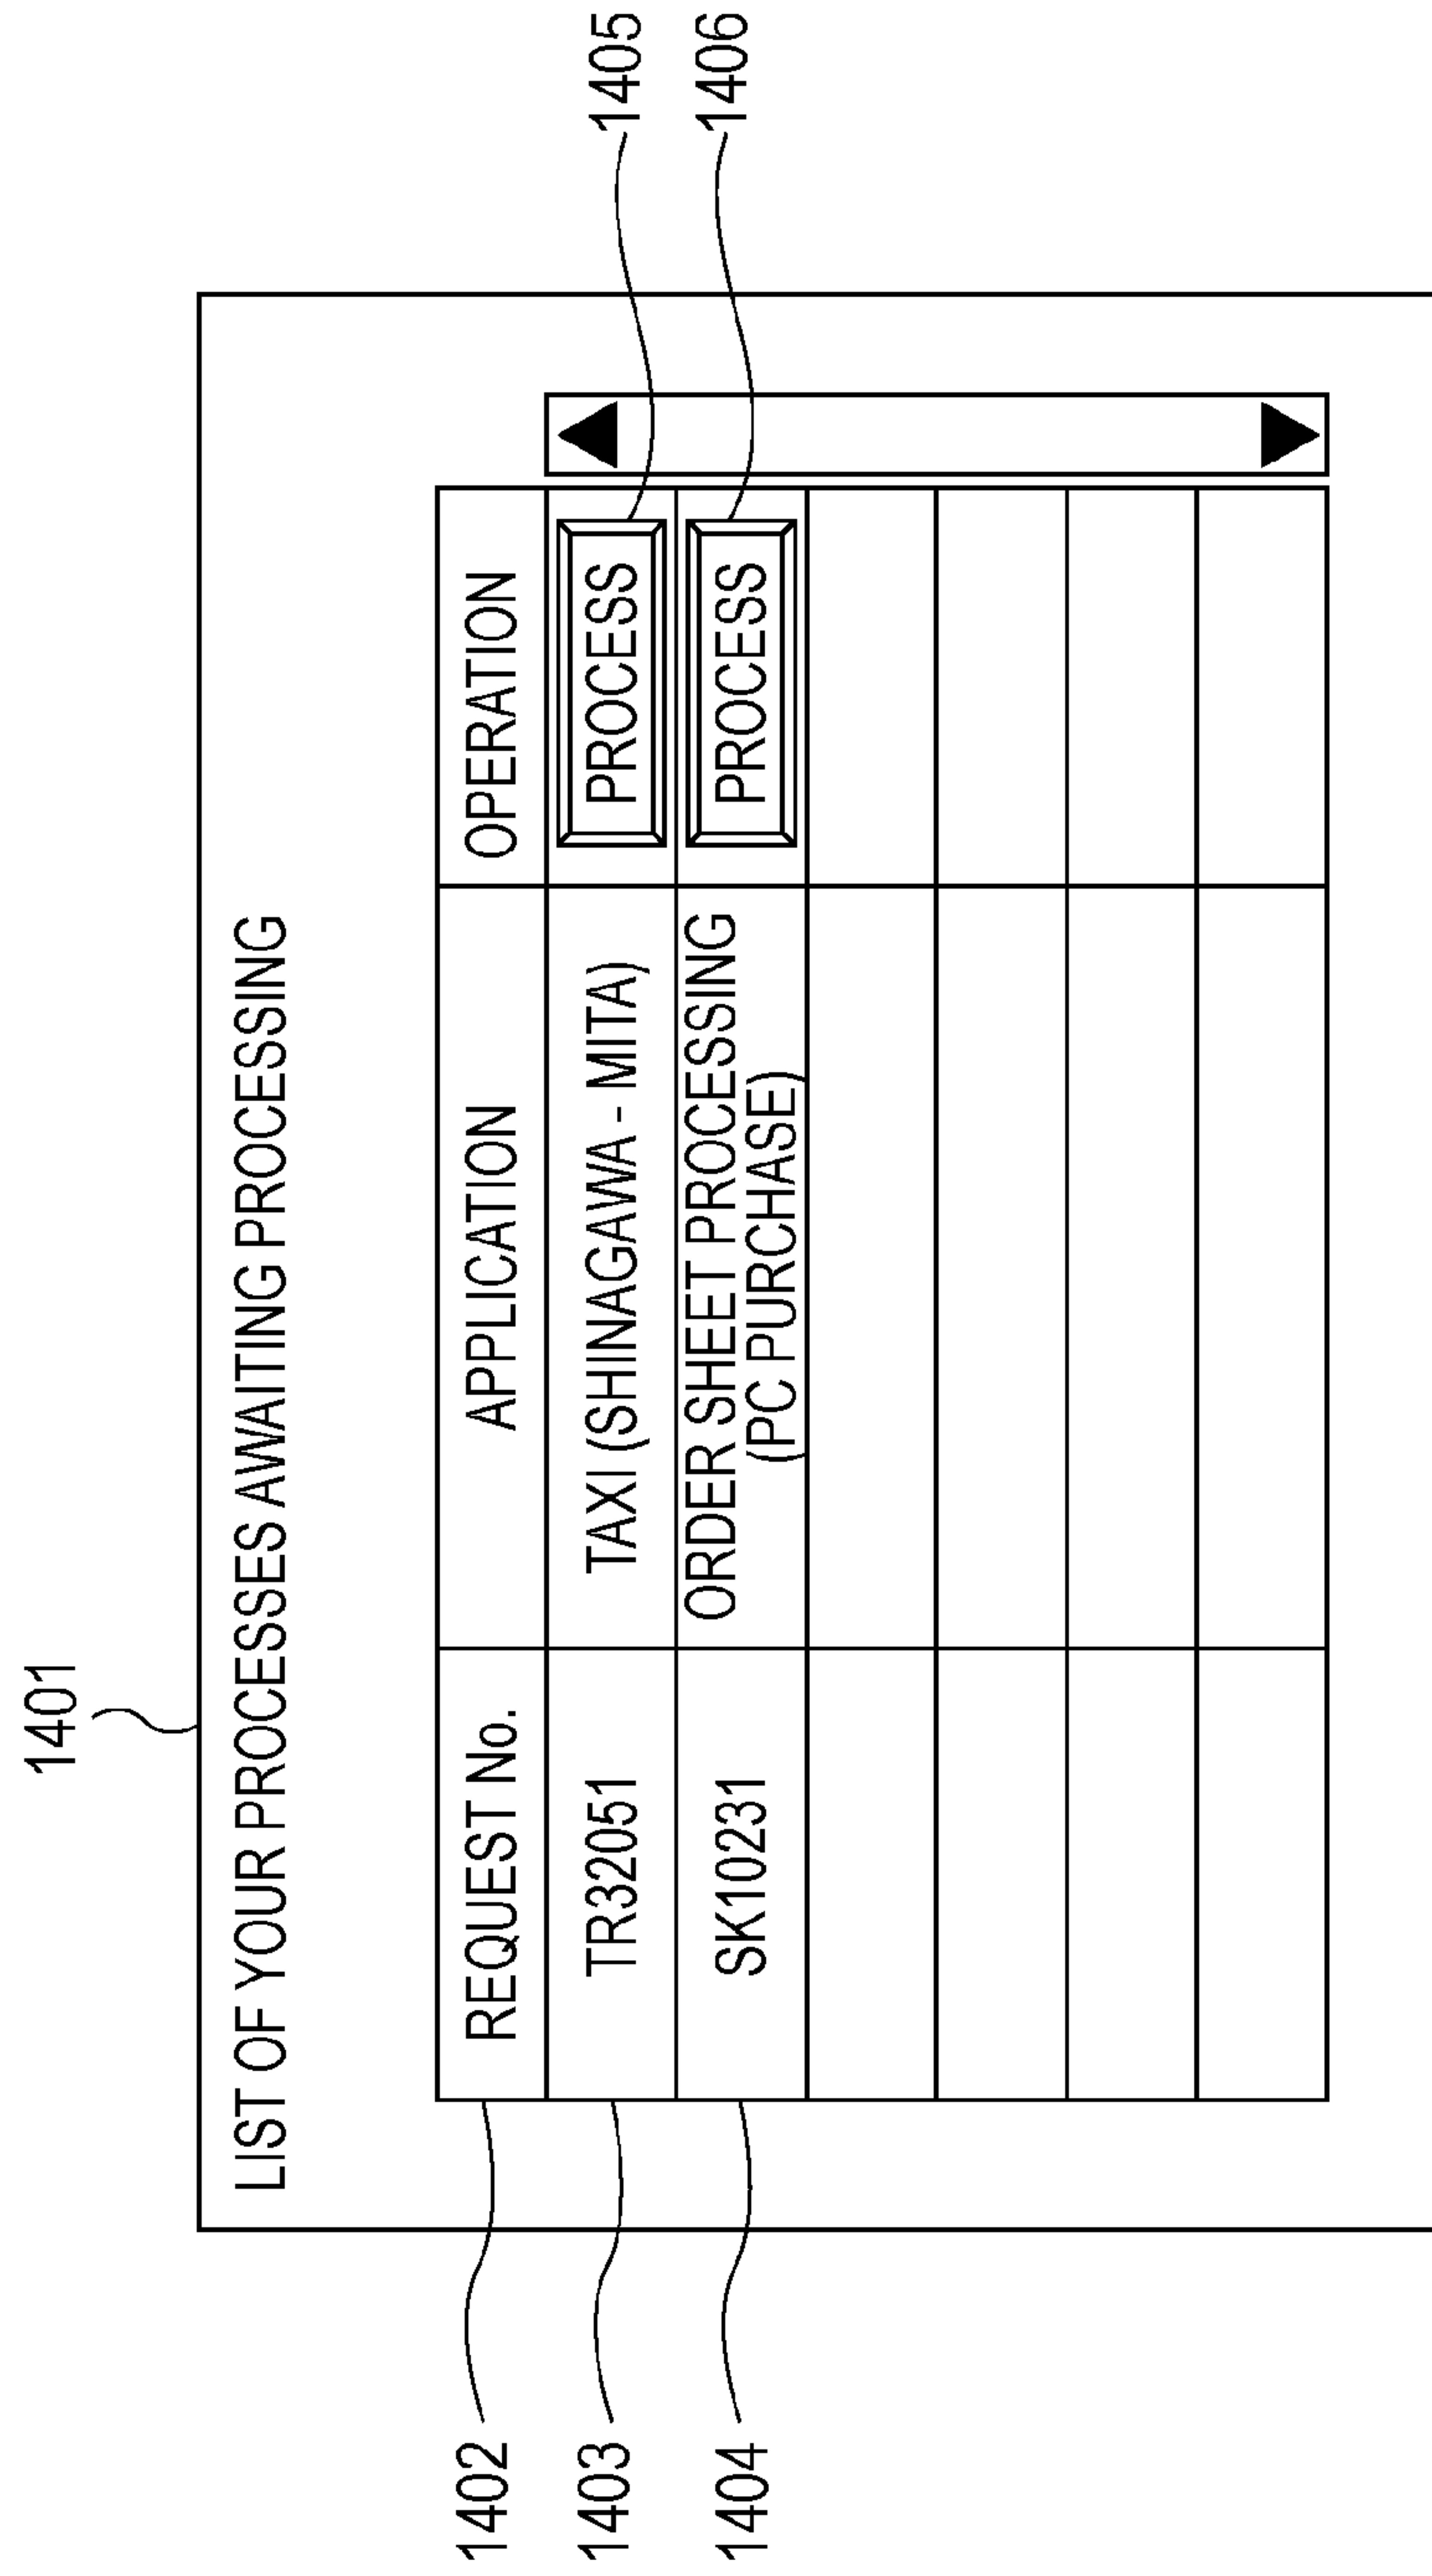 1401
LIST OF YOUR PROCESSES AWAITING PROCESSING
1402
REQUEST No.
APPLICATION
OPERATION
1403
TR32051
TAXI (SHINAGAWA - MITA)
PROCESS
1405
1404
SK10231
ORDER SHEET PROCESSING
(PC PURCHASE)
PROCESS
1406